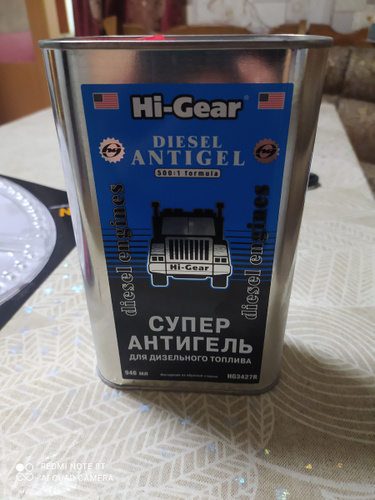 Hi-Gear
DIESEL
ANTIGEL
500:1 formula
diesel engines
diesel engines
Hi-Gear
СУПЕР
АНТИГЕЛЬ
ДЛЯ ДИЗЕЛЬНОГО ТОПЛИВА
946 мл
HG3427R
REDMI NOTE 8T
AI QUAD CAMERA